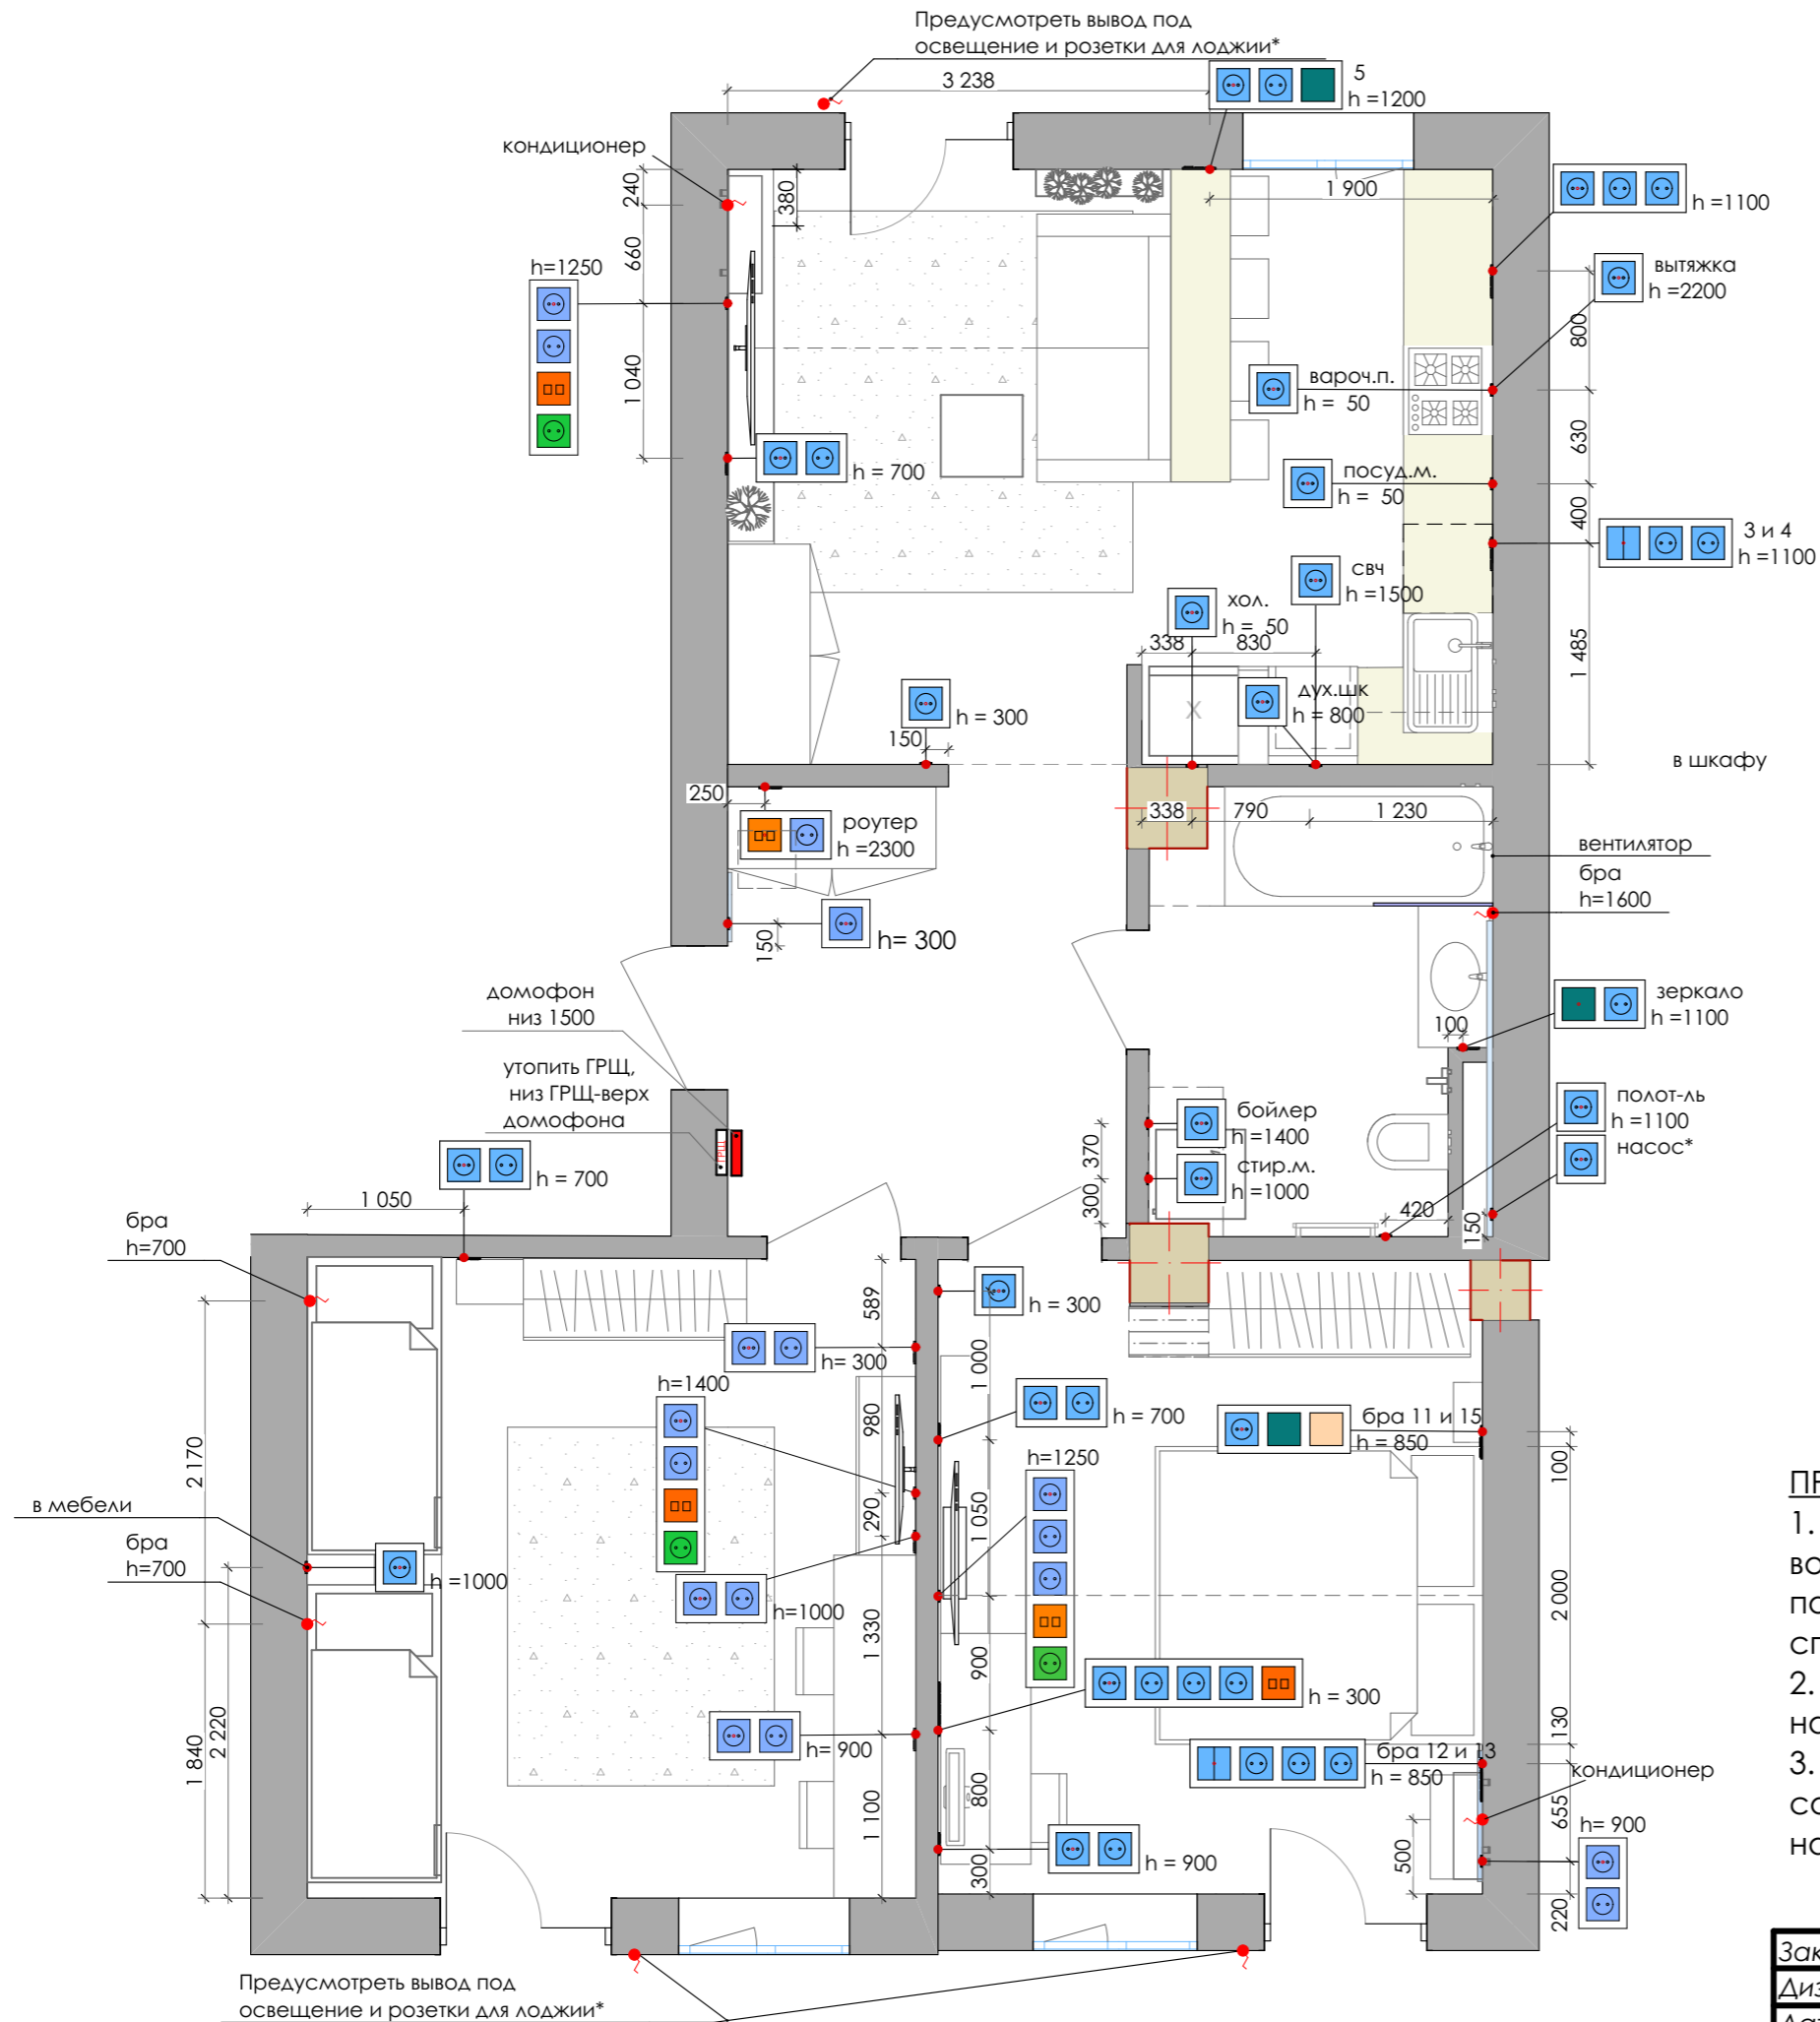 Предусмотреть вывод под
освещение и розетки для лоджии*
3 238
5
h =1200
кондиционер
240
380
1 900
h =1100
660
h=1250
вытяжка
h =2200
800
1 040
вароч.п.
h = 50
630
h = 700
посуд.м.
h = 50
400
3 и 4
h =1100
свч
h =1500
хол.
h = 50
338
830
1 485
дух.шк
h = 800
X
h = 300
150
в шкафу
250
роутер
h =2300
338
790
1 230
вентилятор
бра
h=1600
h= 300
150
домофон
низ 1500
зеркало
h =1100
100
утопить ГРЩ,
низ ГРЩ-верх
домофона
ГРЩ
полот-ль
h =1100
насос*
бойлер
h =1400
370
стир.м.
h =1000
300
420
150
h = 700
1 050
бра
h=700
589
h = 300
h= 300
1 000
h=1400
980
h = 700
бра 11 и 15
h = 850
100
h=1250
2 170
290
1 050
в мебели
бра
h=700
h =1000
h=1000
1 330
2 000
900
h = 300
2 220
1 840
h= 900
130
бра 12 и 13
h = 850
кондиционер
800
655
1 100
500
h= 900
h = 900
300
220
Предусмотреть вывод под
освещение и розетки для лоджии*
1.
2.
3.